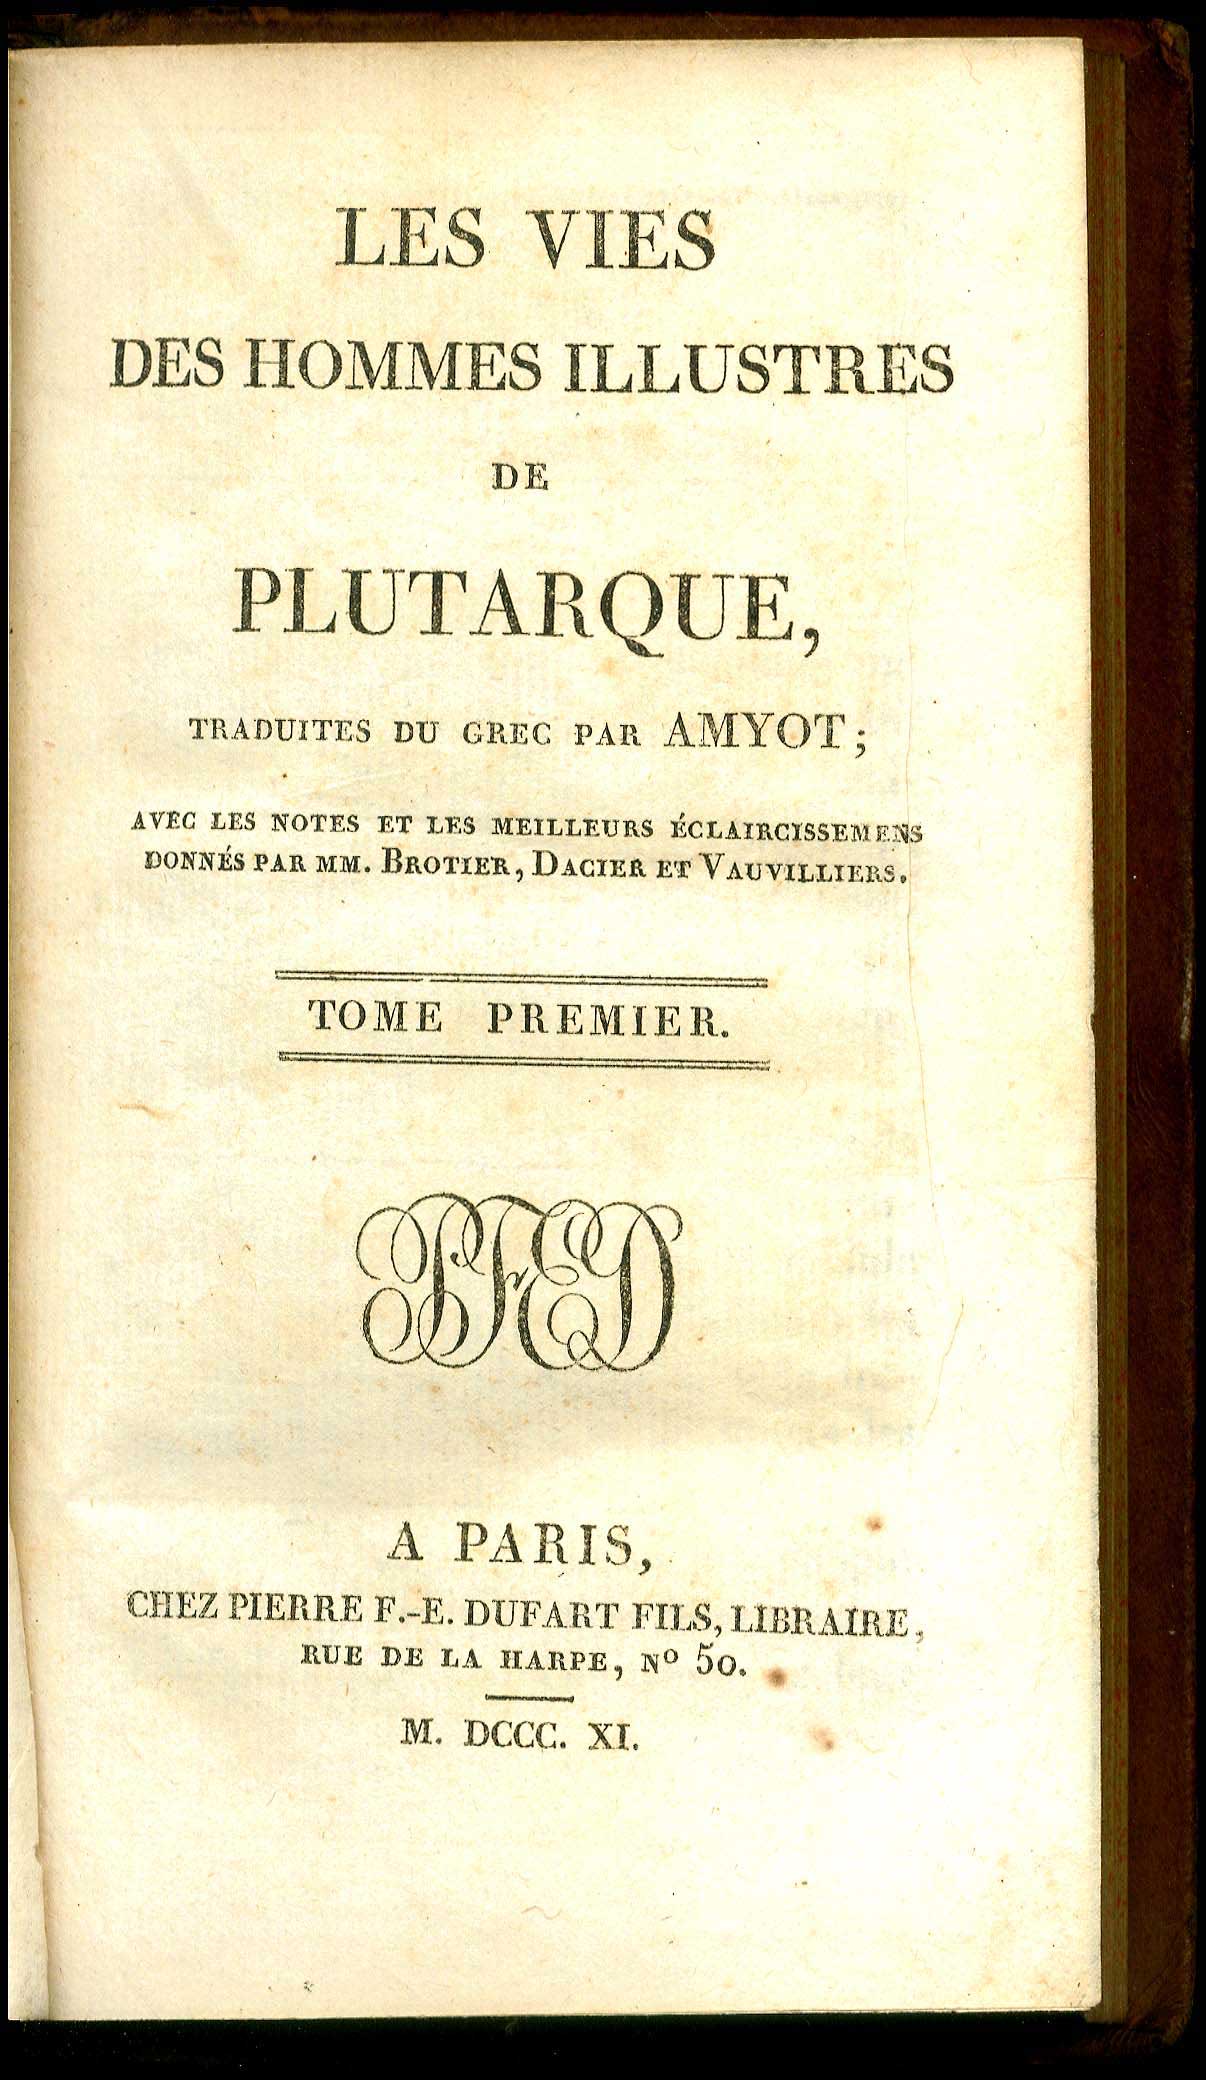 LES VIES
DES HOMMES ILLUSTRES
DE
PLUTARQUE,
TRADUITES DU GREC PAR AMYOT;
AVEC LES NOTES ET LES MEILLEURS ÉCLAIRCISSEMENS
DONNÉS PAR MM. BROTIER, DACIER ET VAUVILLIERS.
TOME PREMIER.
PFED
A PARIS,
CHEZ PIERRE F.-E. DUFART FILS, LIBRAIRE,
RUE DE LA HARPE, Nº 50.
M. DCCC. XI.